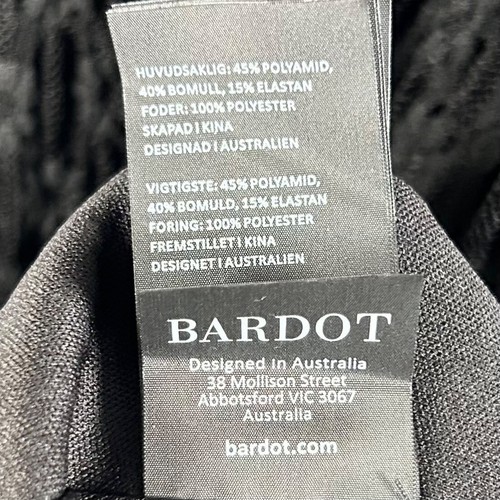 HUVUDSAKLIG: 45% POLYAMID,
40% BOMULL, 15% ELASTAN
FODER: 100% POLYESTER
SKAPAD I KINA
DESIGNAD I AUSTRALIEN
VIGTIGSTE: 45% POLYAMID,
40% BOMULD, 15% ELASTAN
FORING: 100% POLYESTER
FREMSTILLET I KINA
DESIGNET I AUSTRALIEN
BARDOT
Designed in Australia
38 Mollison Street
Abbotsford VIC 3067
Australia
bardot.com